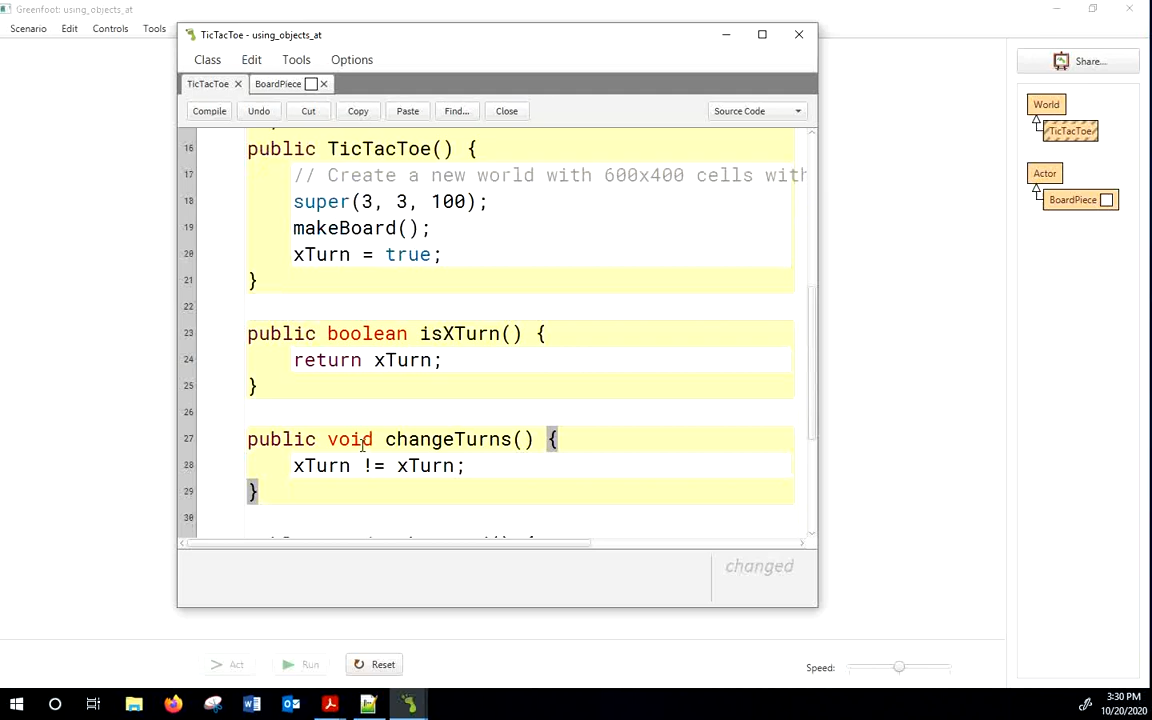 Greenfoot: using_objects_at
Scenario Edit Controls Tools
TicTacToe - using_objects_at
Class Edit Tools Options
TicTacToe BoardPiece
Compile Undo Cut Copy Paste Find... Close Source Code
16 public TicTacToe() {
17 // Create a new world with 600x400 cells with
18 super(3, 3, 100);
19 makeBoard();
20 xTurn = true;
21 }
22
23 public boolean isXTurn() {
24 return xTurn;
25 }
26
27 public void changeTurns() {
28 xTurn != xTurn;
29 }
30
changed
Share...
World
TicTacToe
Actor
BoardPiece
Act Run Reset Speed:
3:30 PM
10/20/2020